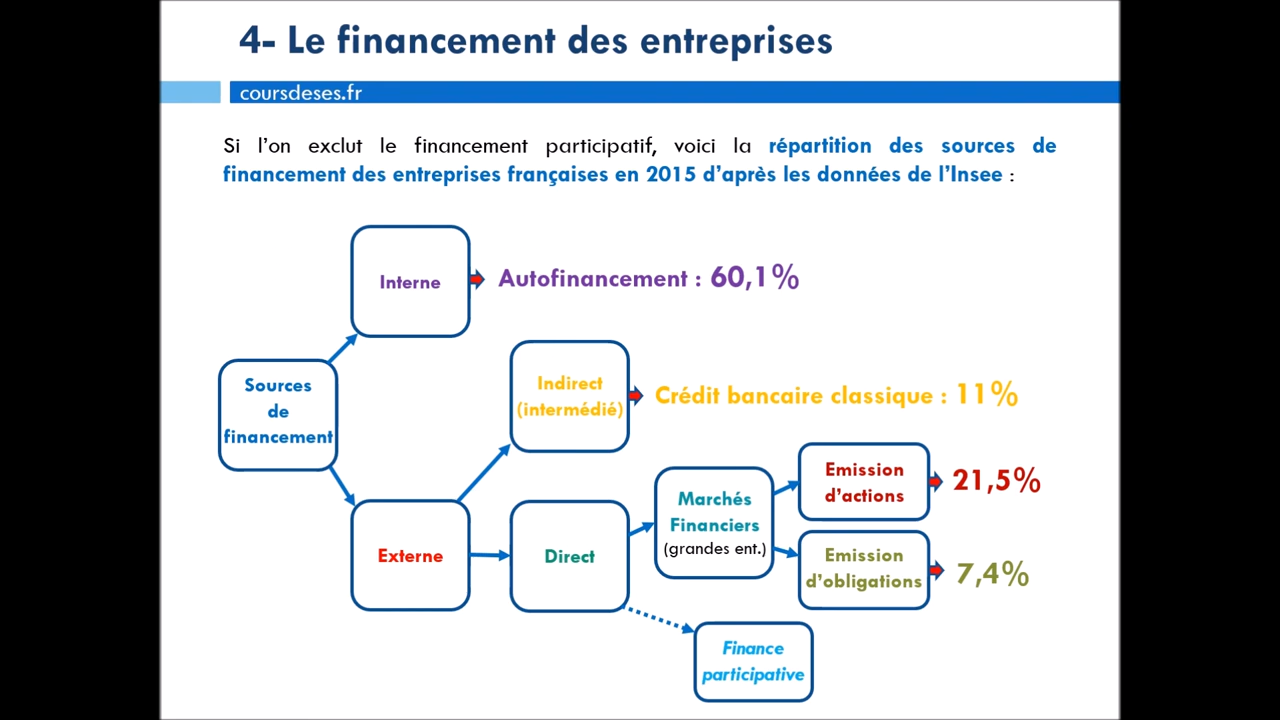 4- Le financement des entreprises
coursdeses.fr
Si l’on exclut le financement participatif, voici la répartition des sources de
financement des entreprises françaises en 2015 d’après les données de l’Insee :
Interne
Autofinancement : 60,1%
Sources
de
financement
Indirect
(intermédié)
Crédit bancaire classique : 11%
Externe
Direct
Marchés
Financiers
(grandes ent.)
Emission
d’actions
21,5%
Emission
d’obligations
7,4%
Finance
participative